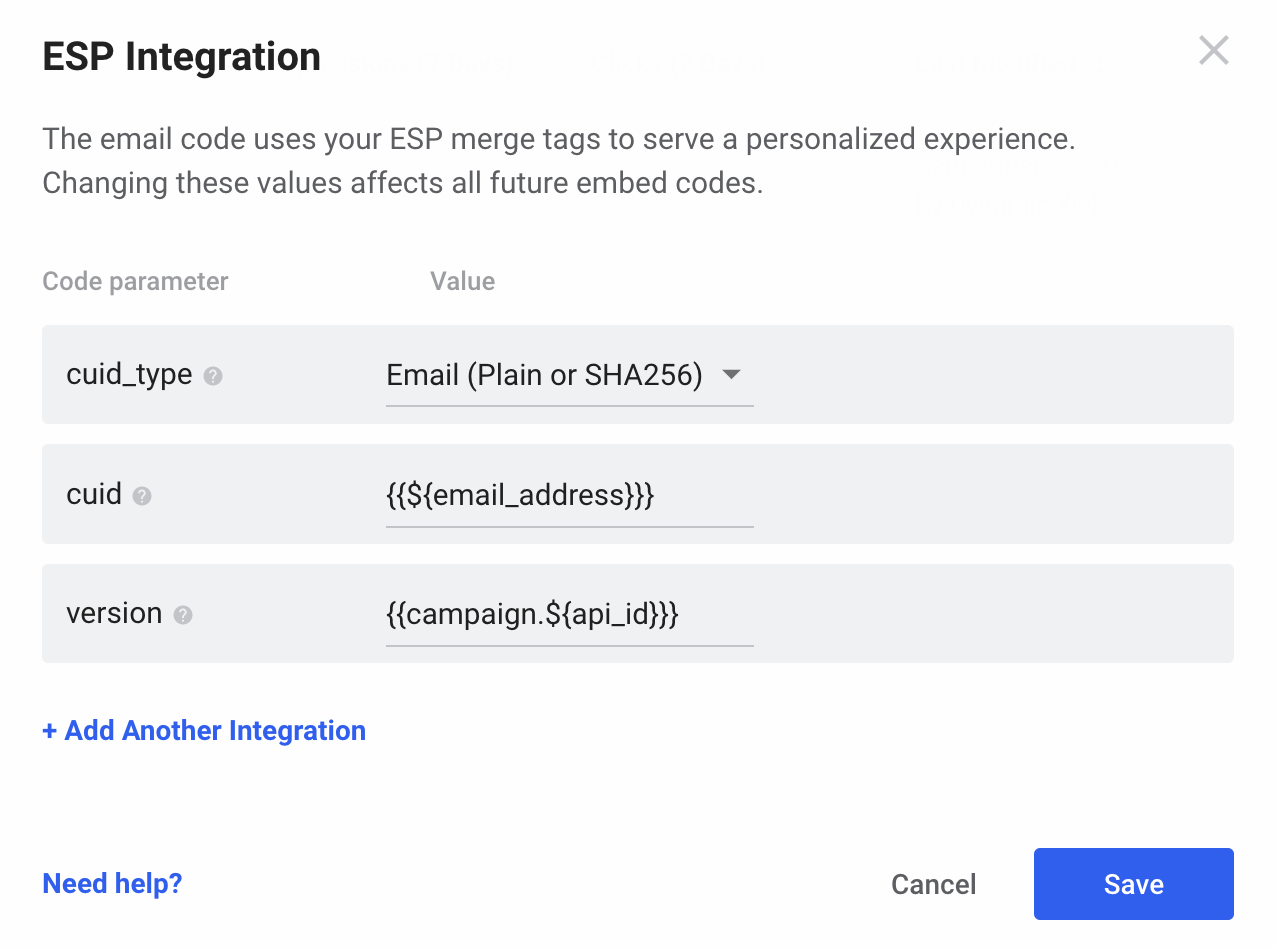 ESP Integration
The email code uses your ESP merge tags to serve a personalized experience.
Changing these values affects all future embed codes.
Code parameter Value
cuid_type ? Email (Plain or SHA256)
cuid ? {{${email_address}}}
version ? {{campaign.${api_id}}}
+ Add Another Integration
Need help? Cancel Save